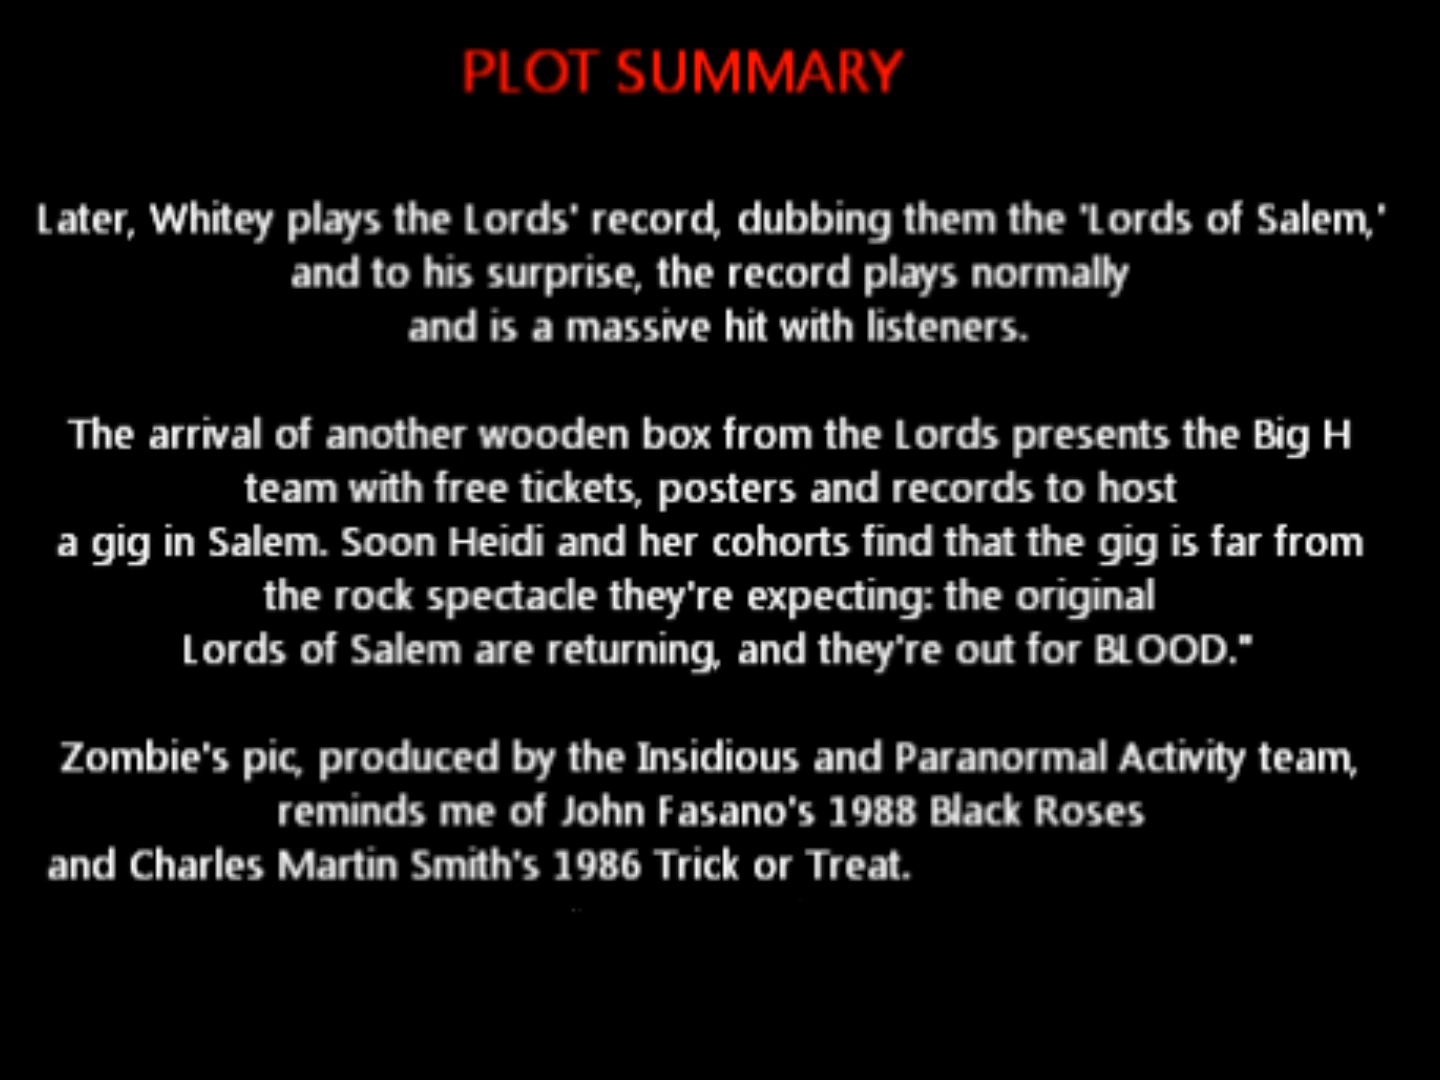 PLOT SUMMARY
Later, Whitey plays the Lords' record, dubbing them the 'Lords of Salem,'
and to his surprise, the record plays normally
and is a massive hit with listeners.
The arrival of another wooden box from the Lords presents the Big H
team with free tickets, posters and records to host
a gig in Salem. Soon Heidi and her cohorts find that the gig is far from
the rock spectacle they're expecting: the original
Lords of Salem are returning, and they're out for BLOOD."
Zombie's pic, produced by the Insidious and Paranormal Activity team,
reminds me of John Fasano's 1988 Black Roses
and Charles Martin Smith's 1986 Trick or Treat.